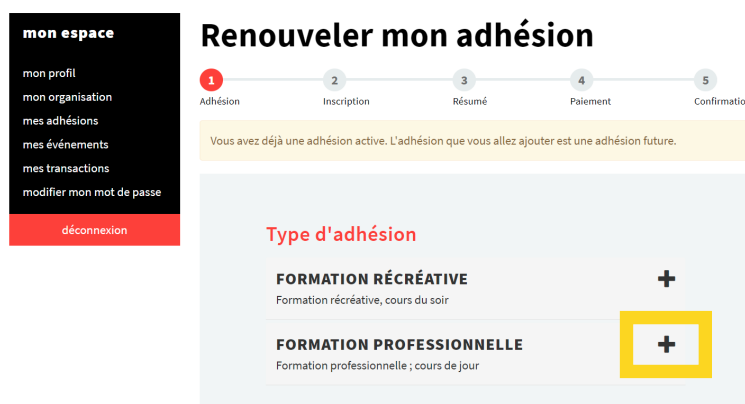 mon espace
mon profil
mon organisation
mes adhésions
mes événements
mes transactions
modifier mon mot de passe
déconnexion
Renouveler mon adhésion
1 2 3 4 5
Adhésion Inscription Résumé Paiement Confirmatio
Vous avez déjà une adhésion active. L'adhésion que vous allez ajouter est une adhésion future.
Type d'adhésion
FORMATION RÉCRÉATIVE
Formation récréative, cours du soir
FORMATION PROFESSIONNELLE
Formation professionnelle ; cours de jour